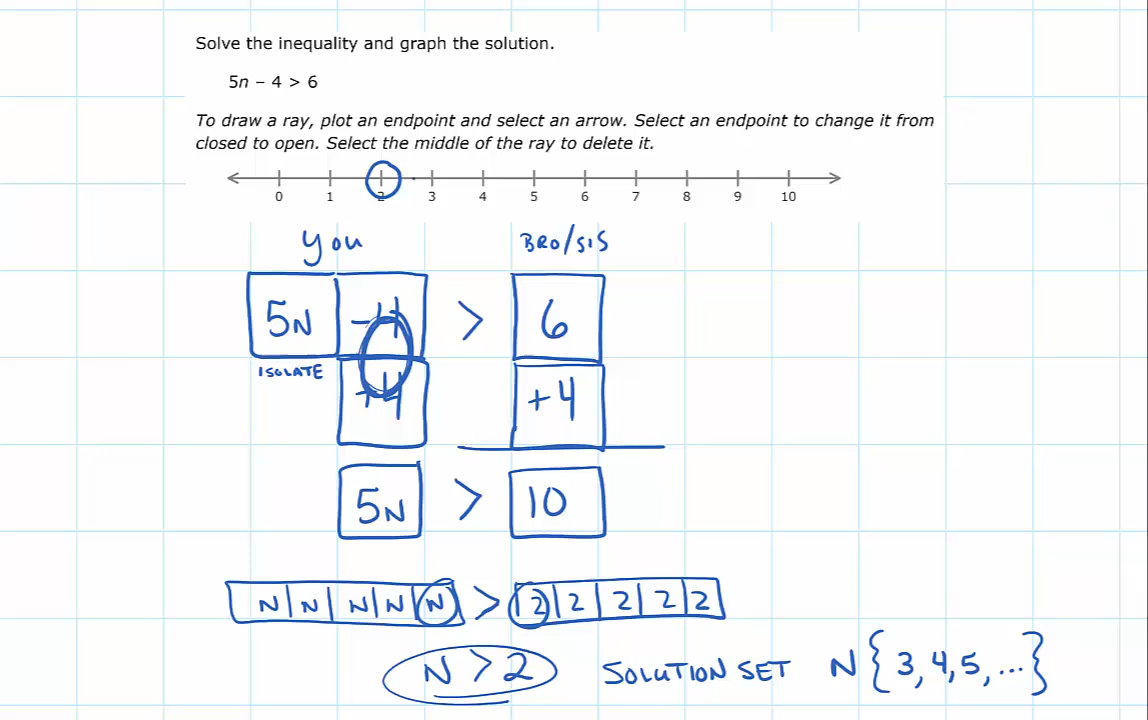 Solve the inequality and graph the solution.
5n − 4 > 6
To draw a ray, plot an endpoint and select an arrow. Select an endpoint to change it from
closed to open. Select the middle of the ray to delete it.
0 1 2 3 4 5 6 7 8 9 10
You BRO/SIS
5N -4 > 6
ISOLATE
+4 +4
5N > 10
N N N N N > 2 2 2 2 2
N > 2 SOLUTION SET N{3,4,5,...}